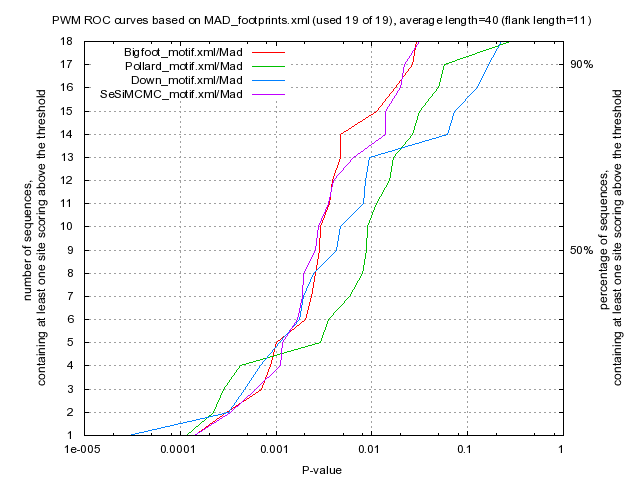 PWM ROC curves based on MAD_footprints.xml (used 19 of 19), average length=40 (flank length=11)
number of sequences,
containing at least one site scoring above the threshold
18
17
16
15
14
13
12
11
10
9
8
7
6
5
4
3
2
1
Bigfoot_motif.xml/Mad
Pollard_motif.xml/Mad
Down_motif.xml/Mad
SeSiMCMC_motif.xml/Mad
90%
50%
percentage of sequences,
containing at least one site scoring above the threshold
1e-005 0.0001 0.001 0.01 0.1 1
P-value